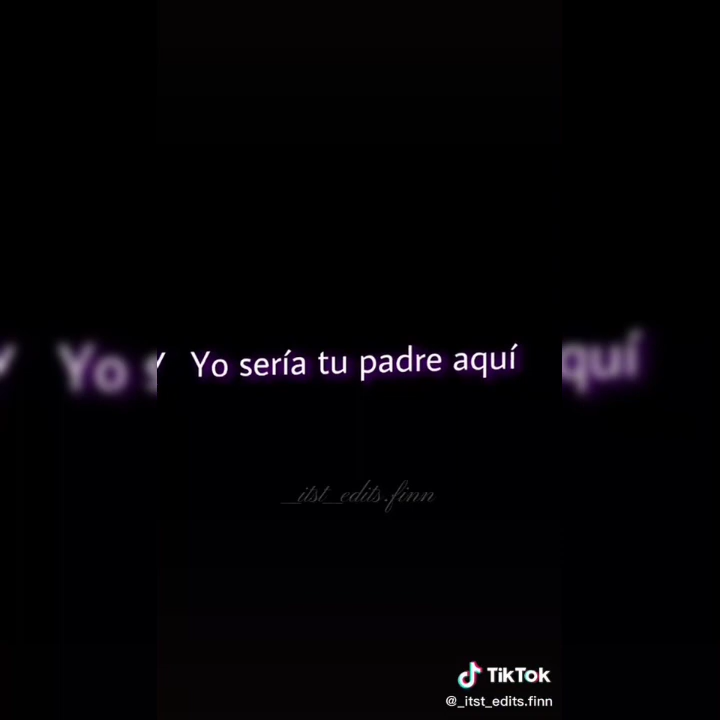 Yo sería tu padre aquí
_itst_edits.finn
TikTok
@_itst_edits.finn